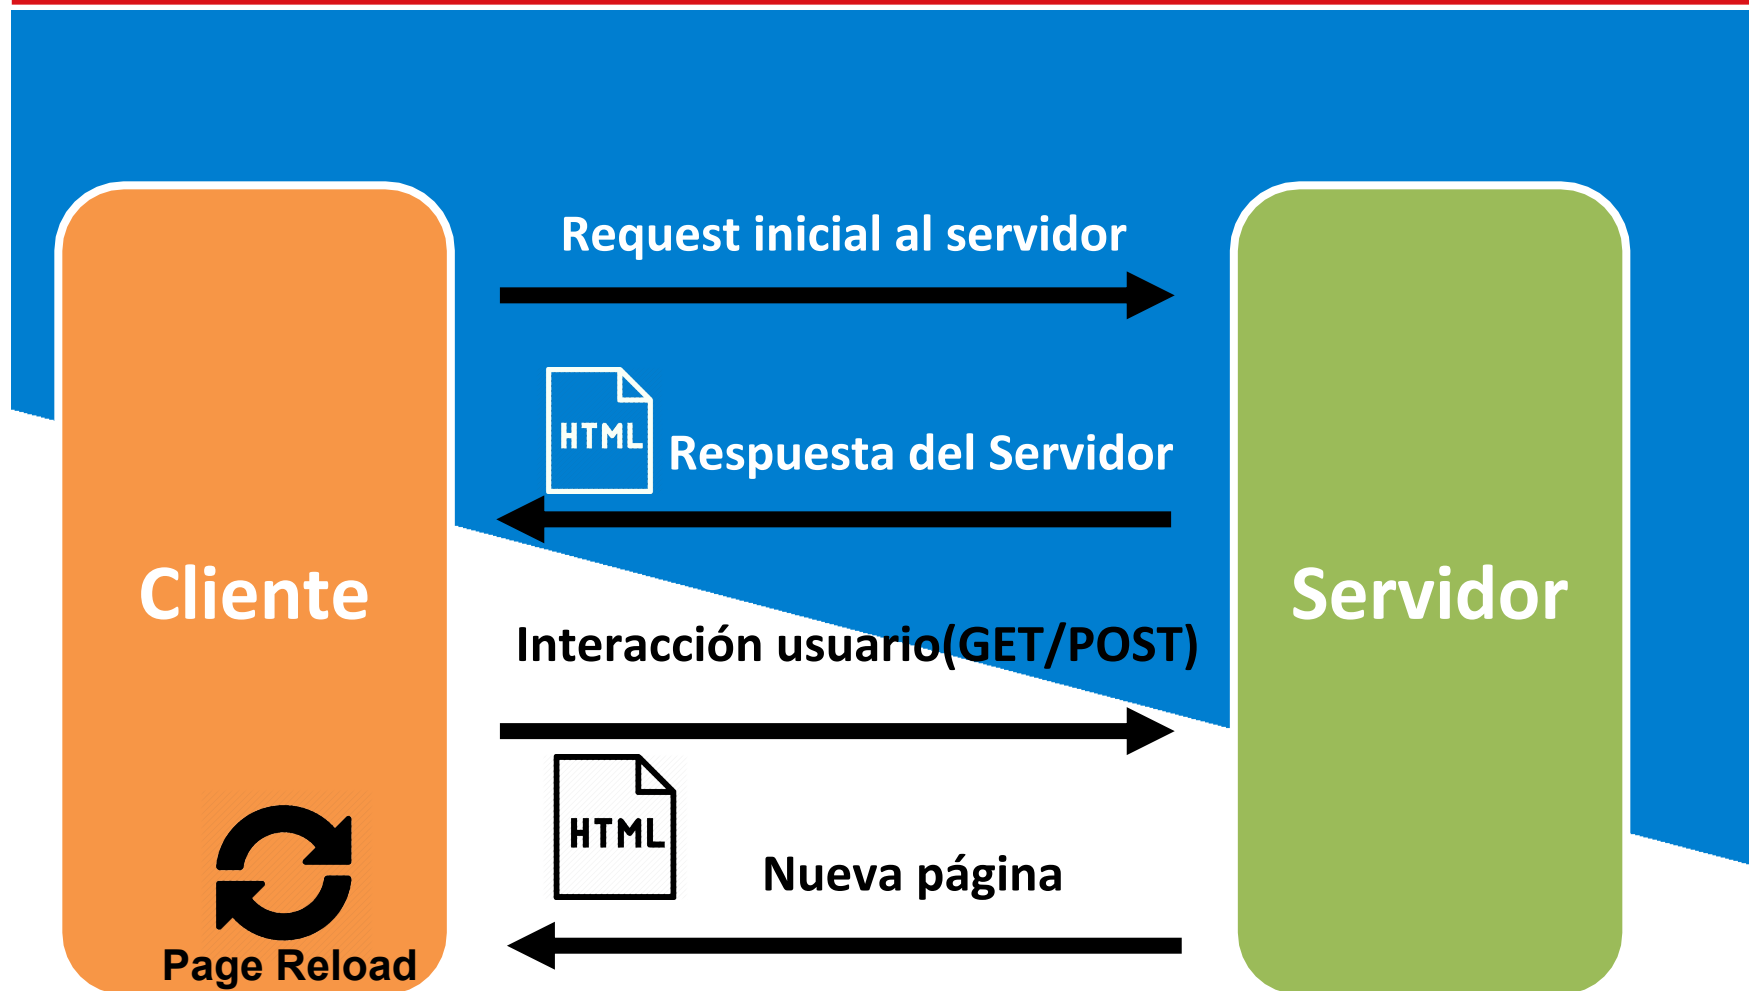 Request inicial al servidor
HTML
Respuesta del Servidor
Cliente
Servidor
Interacción usuario(GET/POST)
HTML
Nueva página
Page Reload